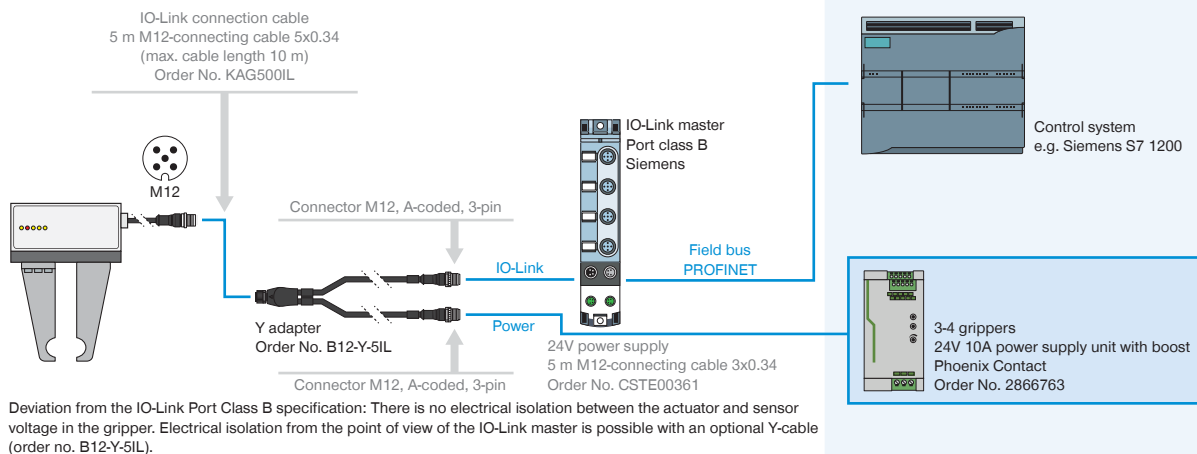 IO-Link connection cable
5 m M12-connecting cable 5x0.34
(max. cable length 10 m)
Order No. KAG500IL
M12
Connector M12, A-coded, 3-pin
IO-Link master
Port class B
Siemens
Control system
e.g. Siemens S7 1200
IO-Link
Field bus
PROFINET
Y adapter
Order No. B12-Y-5IL
Power
Connector M12, A-coded, 3-pin
24V power supply
5 m M12-connecting cable 3x0.34
Order No. CSTE00361
3-4 grippers
24V 10A power supply unit with boost
Phoenix Contact
Order No. 2866763
Deviation from the IO-Link Port Class B specification: There is no electrical isolation between the actuator and sensor
voltage in the gripper. Electrical isolation from the point of view of the IO-Link master is possible with an optional Y-cable
(order no. B12-Y-5IL).